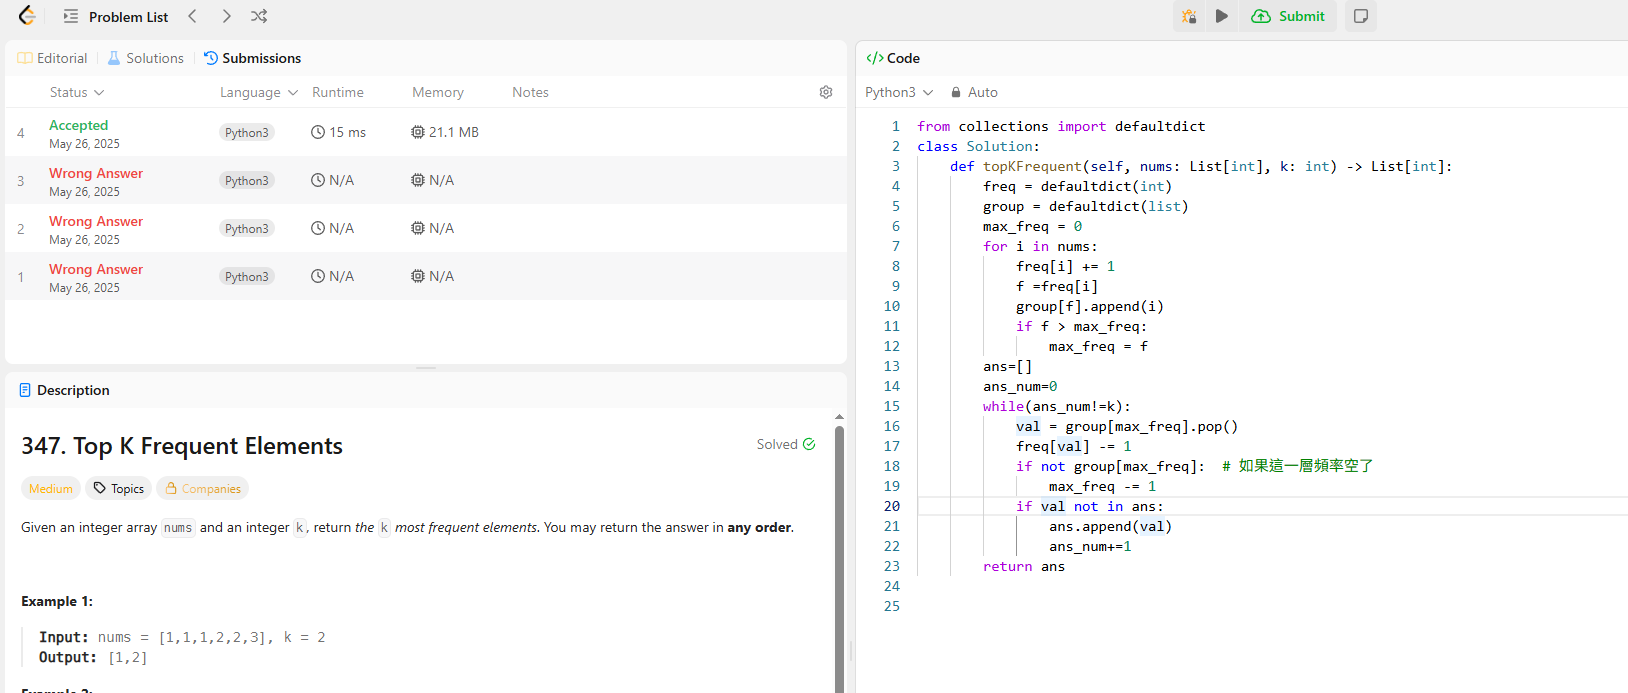 Problem List
Submit
Editorial
Solutions
Submissions
Status
Language
Runtime
Memory
Notes
4
Accepted
May 26, 2025
Python3
15 ms
21.1 MB
3
Wrong Answer
May 26, 2025
Python3
N/A
N/A
2
Wrong Answer
May 26, 2025
Python3
N/A
N/A
1
Wrong Answer
May 26, 2025
Python3
N/A
N/A
Description
347. Top K Frequent Elements
Solved
Medium
Topics
Companies
Given an integer array nums and an integer k, return the k most frequent elements. You may return the answer in any order.
Example 1:
Input: nums = [1,1,1,2,2,3], k = 2
Output: [1,2]
</> Code
Python3
Auto
1 from collections import defaultdict
2 class Solution:
3     def topKFrequent(self, nums: List[int], k: int) -> List[int]:
4         freq = defaultdict(int)
5         group = defaultdict(list)
6         max_freq = 0
7         for i in nums:
8             freq[i] += 1
9             f =freq[i]
10             group[f].append(i)
11             if f > max_freq:
12                 max_freq = f
13         ans=[]
14         ans_num=0
15         while(ans_num!=k):
16             val = group[max_freq].pop()
17             freq[val] -= 1
18             if not group[max_freq]:  # 如果這一層頻率空了
19                 max_freq -= 1
20             if val not in ans:
21                 ans.append(val)
22                 ans_num+=1
23         return ans
24
25